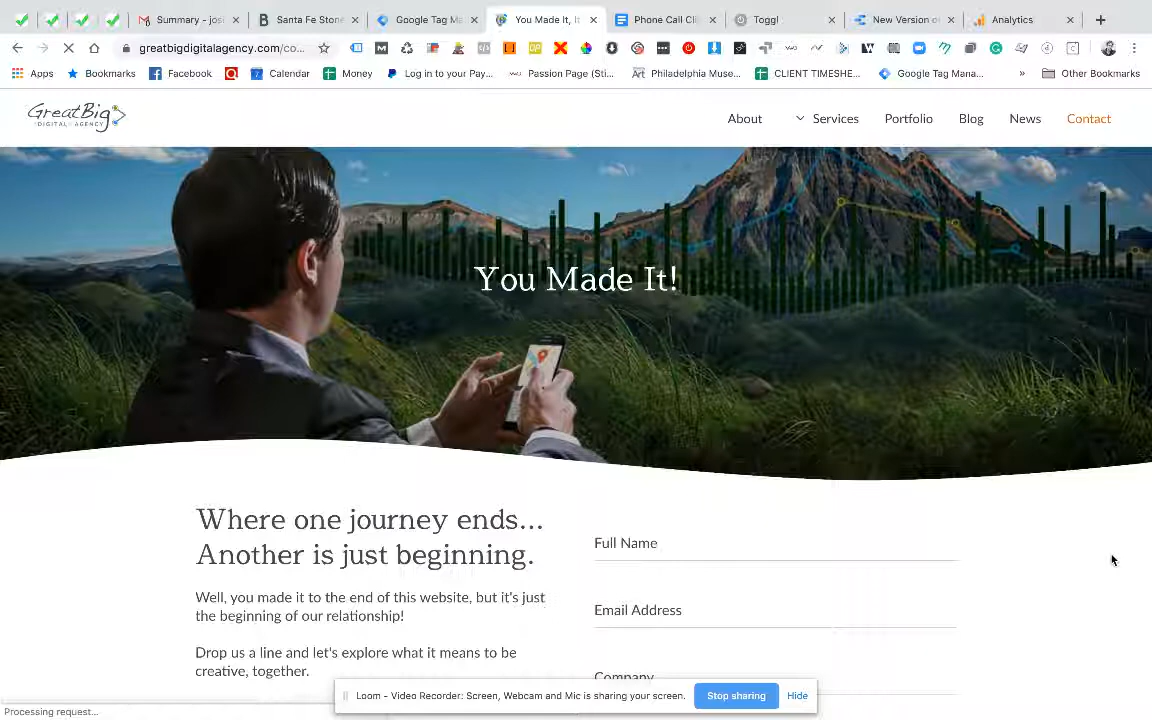 Summary - josi
Santa Fe Stone
Google Tag Ma
You Made It, It
Phone Call Cli
Toggl
New Version o
Analytics
greatbigdigitalagency.com/co...
Apps
Bookmarks
Facebook
Calendar
Money
Log in to your Pay...
Passion Page (Sti...
Philadelphia Muse...
CLIENT TIMESHE...
Google Tag Mana...
»
Other Bookmarks
GreatBig
DIGITAL AGENCY
About
Services
Portfolio
Blog
News
Contact
You Made It!
Where one journey ends...
Another is just beginning.
Well, you made it to the end of this website, but it's just
the beginning of our relationship!
Drop us a line and let's explore what it means to be
creative, together.
Full Name
Email Address
Company
Loom - Video Recorder: Screen, Webcam and Mic is sharing your screen.
Stop sharing
Hide
Processing request...